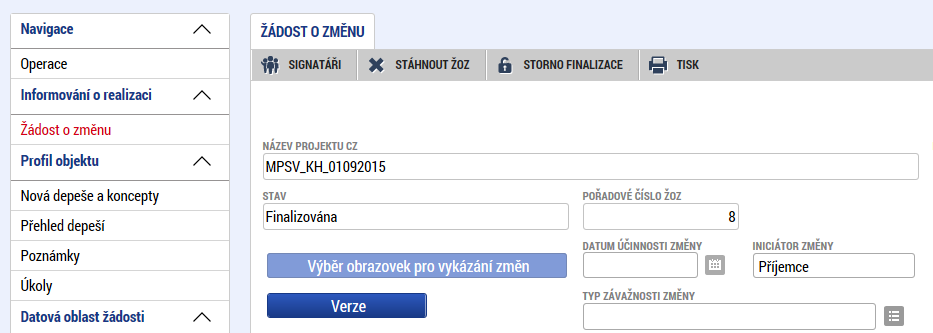 Navigace
Operace
Informování o realizaci
Žádost o změnu
Profil objektu
Nová depeše a koncepty
Přehled depeší
Poznámky
Úkoly
Datová oblast žádosti
ŽÁDOST O ZMĚNU
SIGNATÁŘI STÁHNOUT ŽOZ STORNO FINALIZACE TISK
NÁZEV PROJEKTU CZ
MPSV_KH_01092015
STAV POŘADOVÉ ČÍSLO ŽOZ
Finalizována 8
DATUM ÚČINNOSTI ZMĚNY INICIÁTOR ZMĚNY
Výběr obrazovek pro vykázání změn Příjemce
TYP ZÁVAŽNOSTI ZMĚNY
Verze